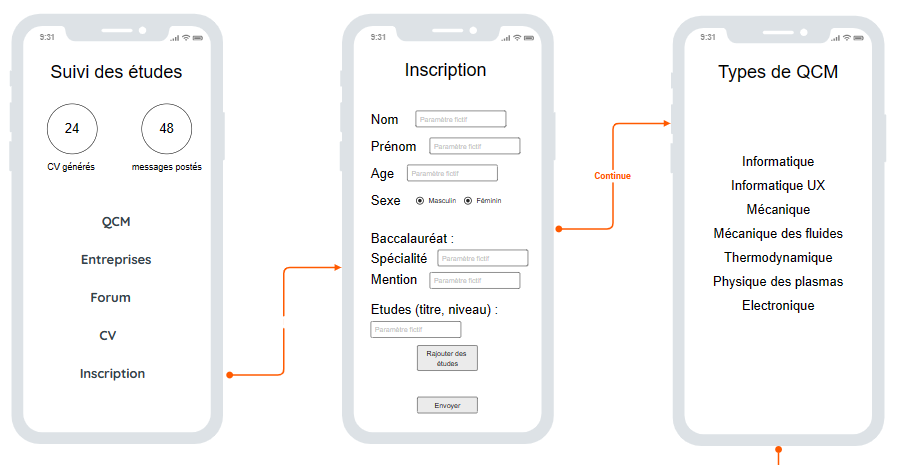 9:31
Suivi des études
24
48
CV générés
messages postés
QCM
Entreprises
Forum
CV
Inscription
9:31
Inscription
Nom Paramètre fictif
Prénom Paramètre fictif
Age Paramètre fictif
Sexe Masculin Féminin
Baccalauréat :
Spécialité Paramètre fictif
Mention Paramètre fictif
Etudes (titre, niveau) :
Paramètre fictif
Rajouter des
études
Envoyer
Continue
9:31
Types de QCM
Informatique
Informatique UX
Mécanique
Mécanique des fluides
Thermodynamique
Physique des plasmas
Electronique